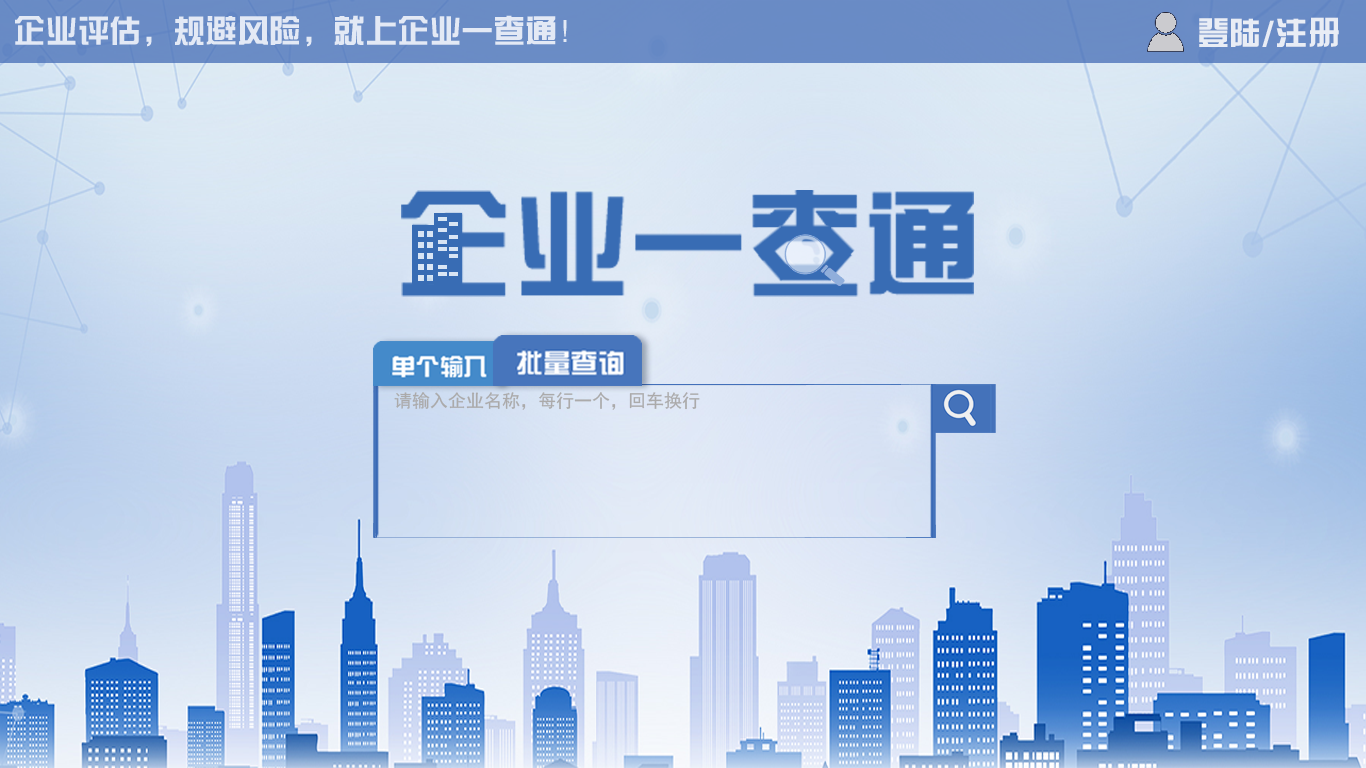 企业评估，规避风险，就上企业一查通！
登陆/注册
企业一查通
单个输入
批量查询
请输入企业名称，每行一个，回车换行